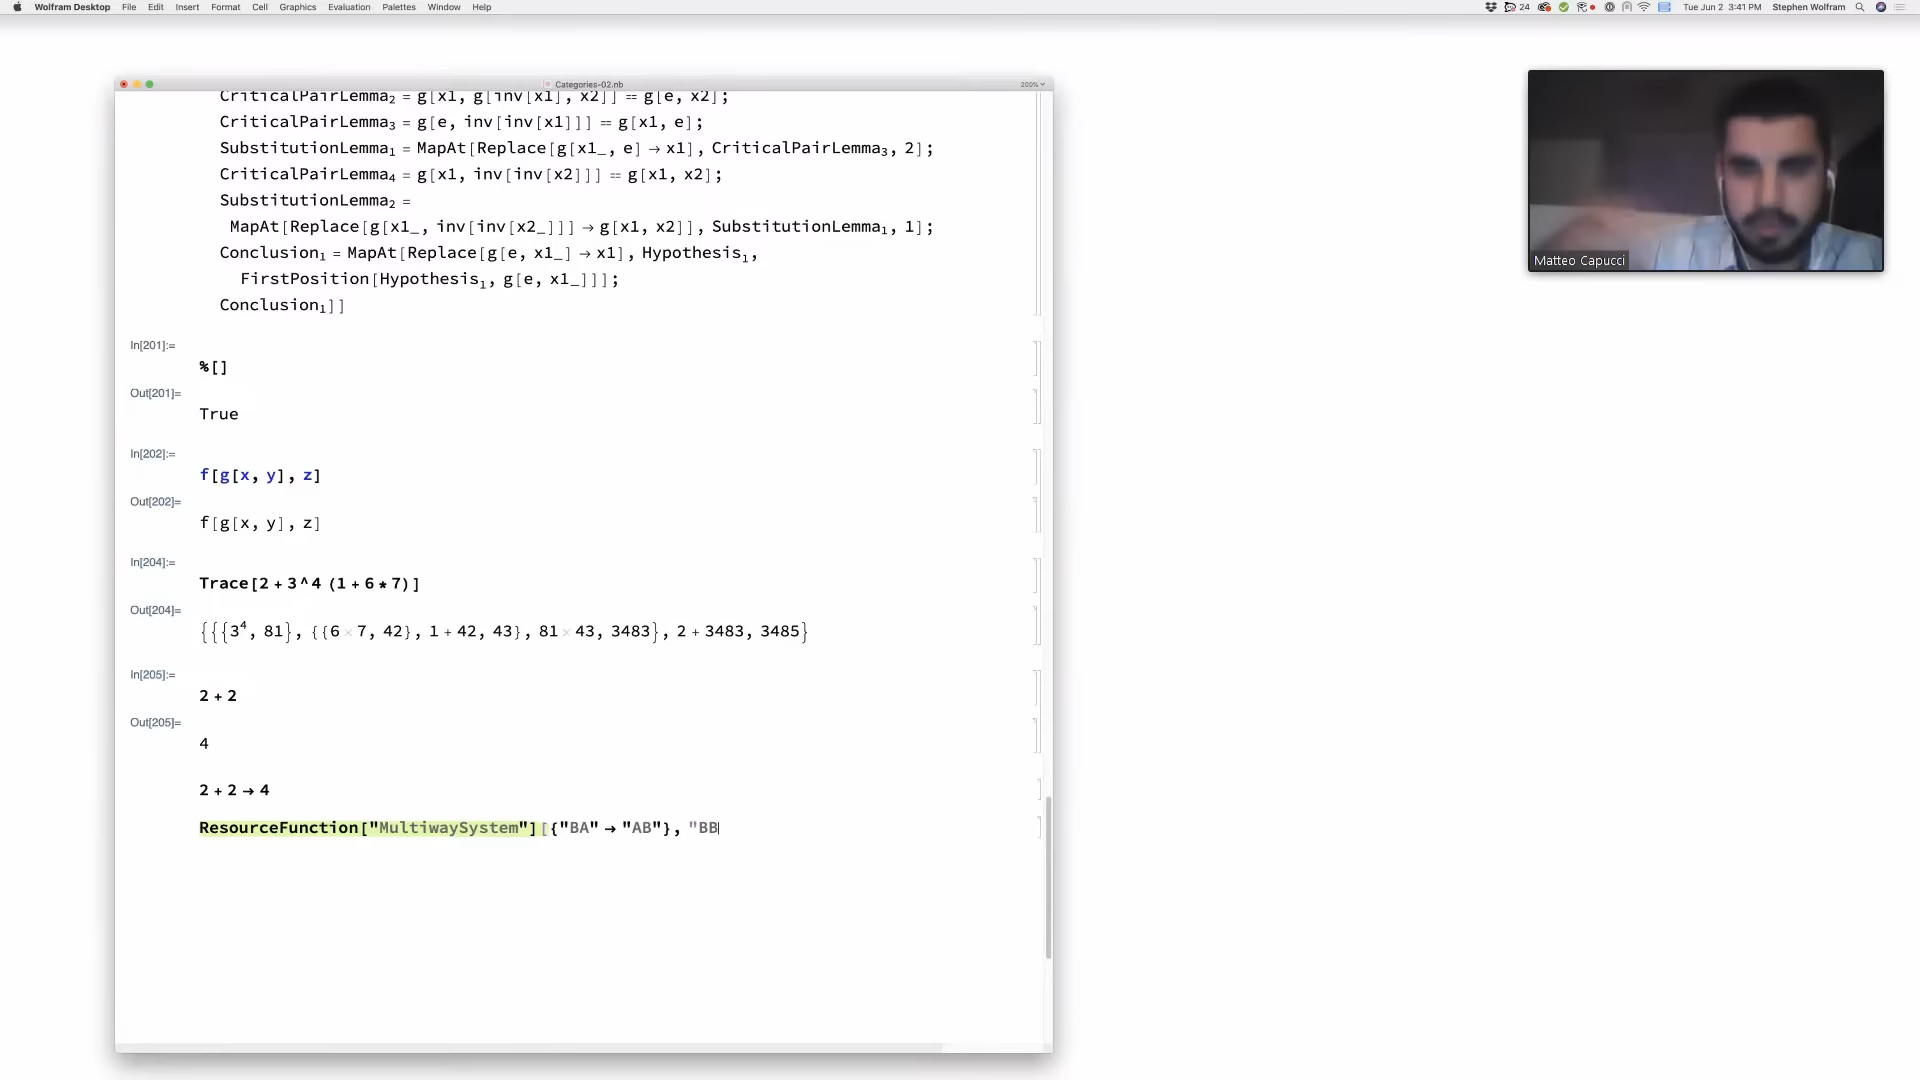 Wolfram Desktop File Edit Insert Format Cell Graphics Evaluation Palettes Window Help 24 Tue Jun 2 3:41 PM Stephen Wolfram
Categories-02.nb 200%
CriticalPairLemma₂ = g[x1, g[inv[x1], x2]] == g[e, x2];
CriticalPairLemma₃ = g[e, inv[inv[x1]]] == g[x1, e];
SubstitutionLemma₁ = MapAt[Replace[g[x1_, e] → x1], CriticalPairLemma₃, 2];
CriticalPairLemma₄ = g[x1, inv[inv[x2]]] == g[x1, x2];
SubstitutionLemma₂ =
MapAt[Replace[g[x1_, inv[inv[x2_]]] → g[x1, x2]], SubstitutionLemma₁, 1];
Conclusion₁ = MapAt[Replace[g[e, x1_] → x1], Hypothesis₁,
FirstPosition[Hypothesis₁, g[e, x1_]]];
Conclusion₁]]
In[201]:=
%[]
Out[201]=
True
In[202]:=
f[g[x, y], z]
Out[202]=
f[g[x, y], z]
In[204]:=
Trace[2 + 3^4 (1 + 6 * 7)]
Out[204]=
{{{3⁴, 81}, {{6 × 7, 42}, 1 + 42, 43}, 81 × 43, 3483}, 2 + 3483, 3485}
In[205]:=
2 + 2
Out[205]=
4
2 + 2 → 4
ResourceFunction["MultiwaySystem"][{"BA" → "AB"}, "BB
Matteo Capucci